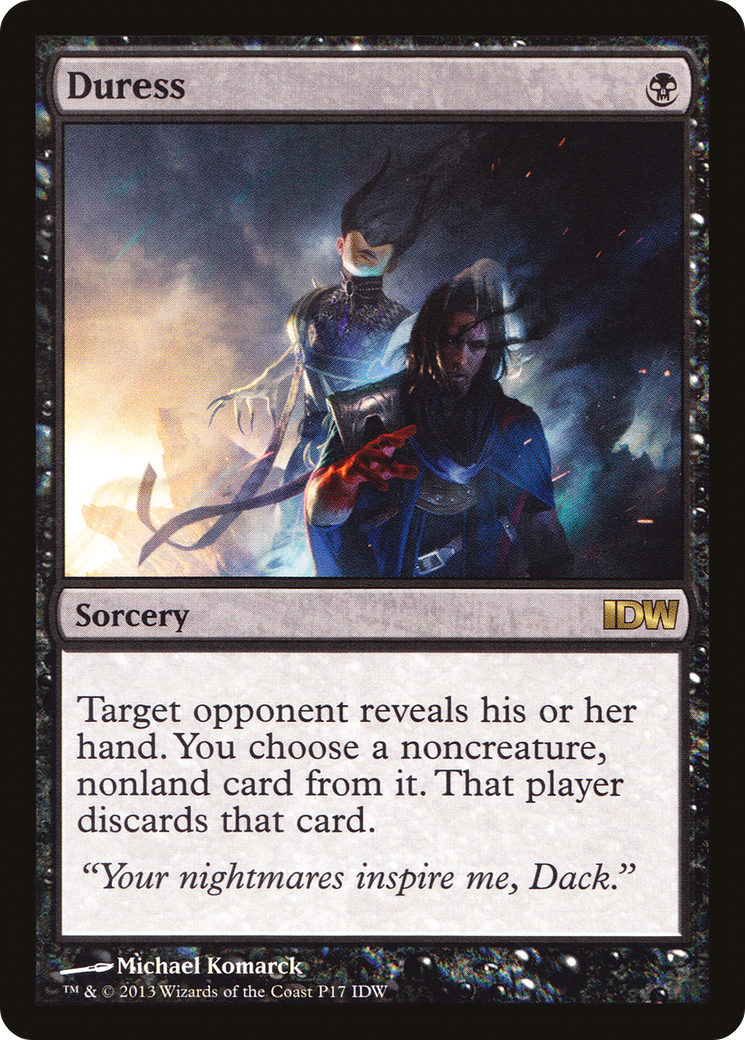 Duress
Sorcery
IDW
Target opponent reveals his or her
hand. You choose a noncreature,
nonland card from it. That player
discards that card.
“Your nightmares inspire me, Dack.”
Michael Komarck
™ & © 2013 Wizards of the Coast P17 IDW